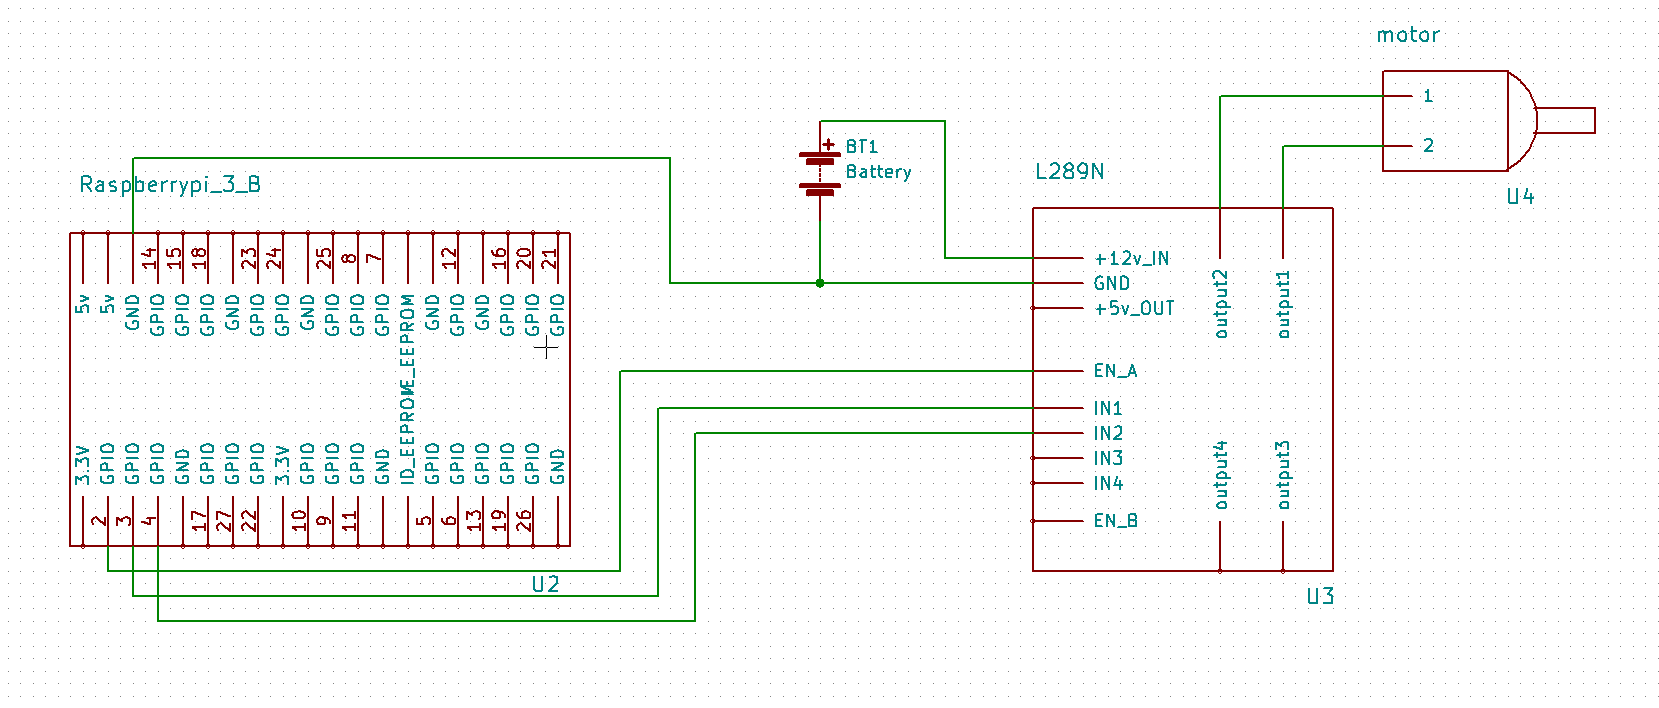 motor
1
2
U4
BT1
Battery
L289N
Raspberrypi_3_B
14
15
18
23
24
25
8
7
12
16
20
21
5v
5v
GND
GPIO
GPIO
GPIO
GND
GPIO
GPIO
GND
GPIO
GPIO
GPIO
ID_EEPROM
GND
GPIO
GND
GPIO
GPIO
GPIO
3.3V
GPIO
GPIO
GPIO
GND
GPIO
GPIO
GPIO
3.3V
GPIO
GPIO
GPIO
GND
ID_EEPROM
GPIO
GPIO
GPIO
GPIO
GPIO
GND
2
3
4
17
27
22
10
9
11
5
6
13
19
26
U2
+12v_IN
GND
+5v_OUT
EN_A
IN1
IN2
IN3
IN4
EN_B
output2
output1
output4
output3
U3